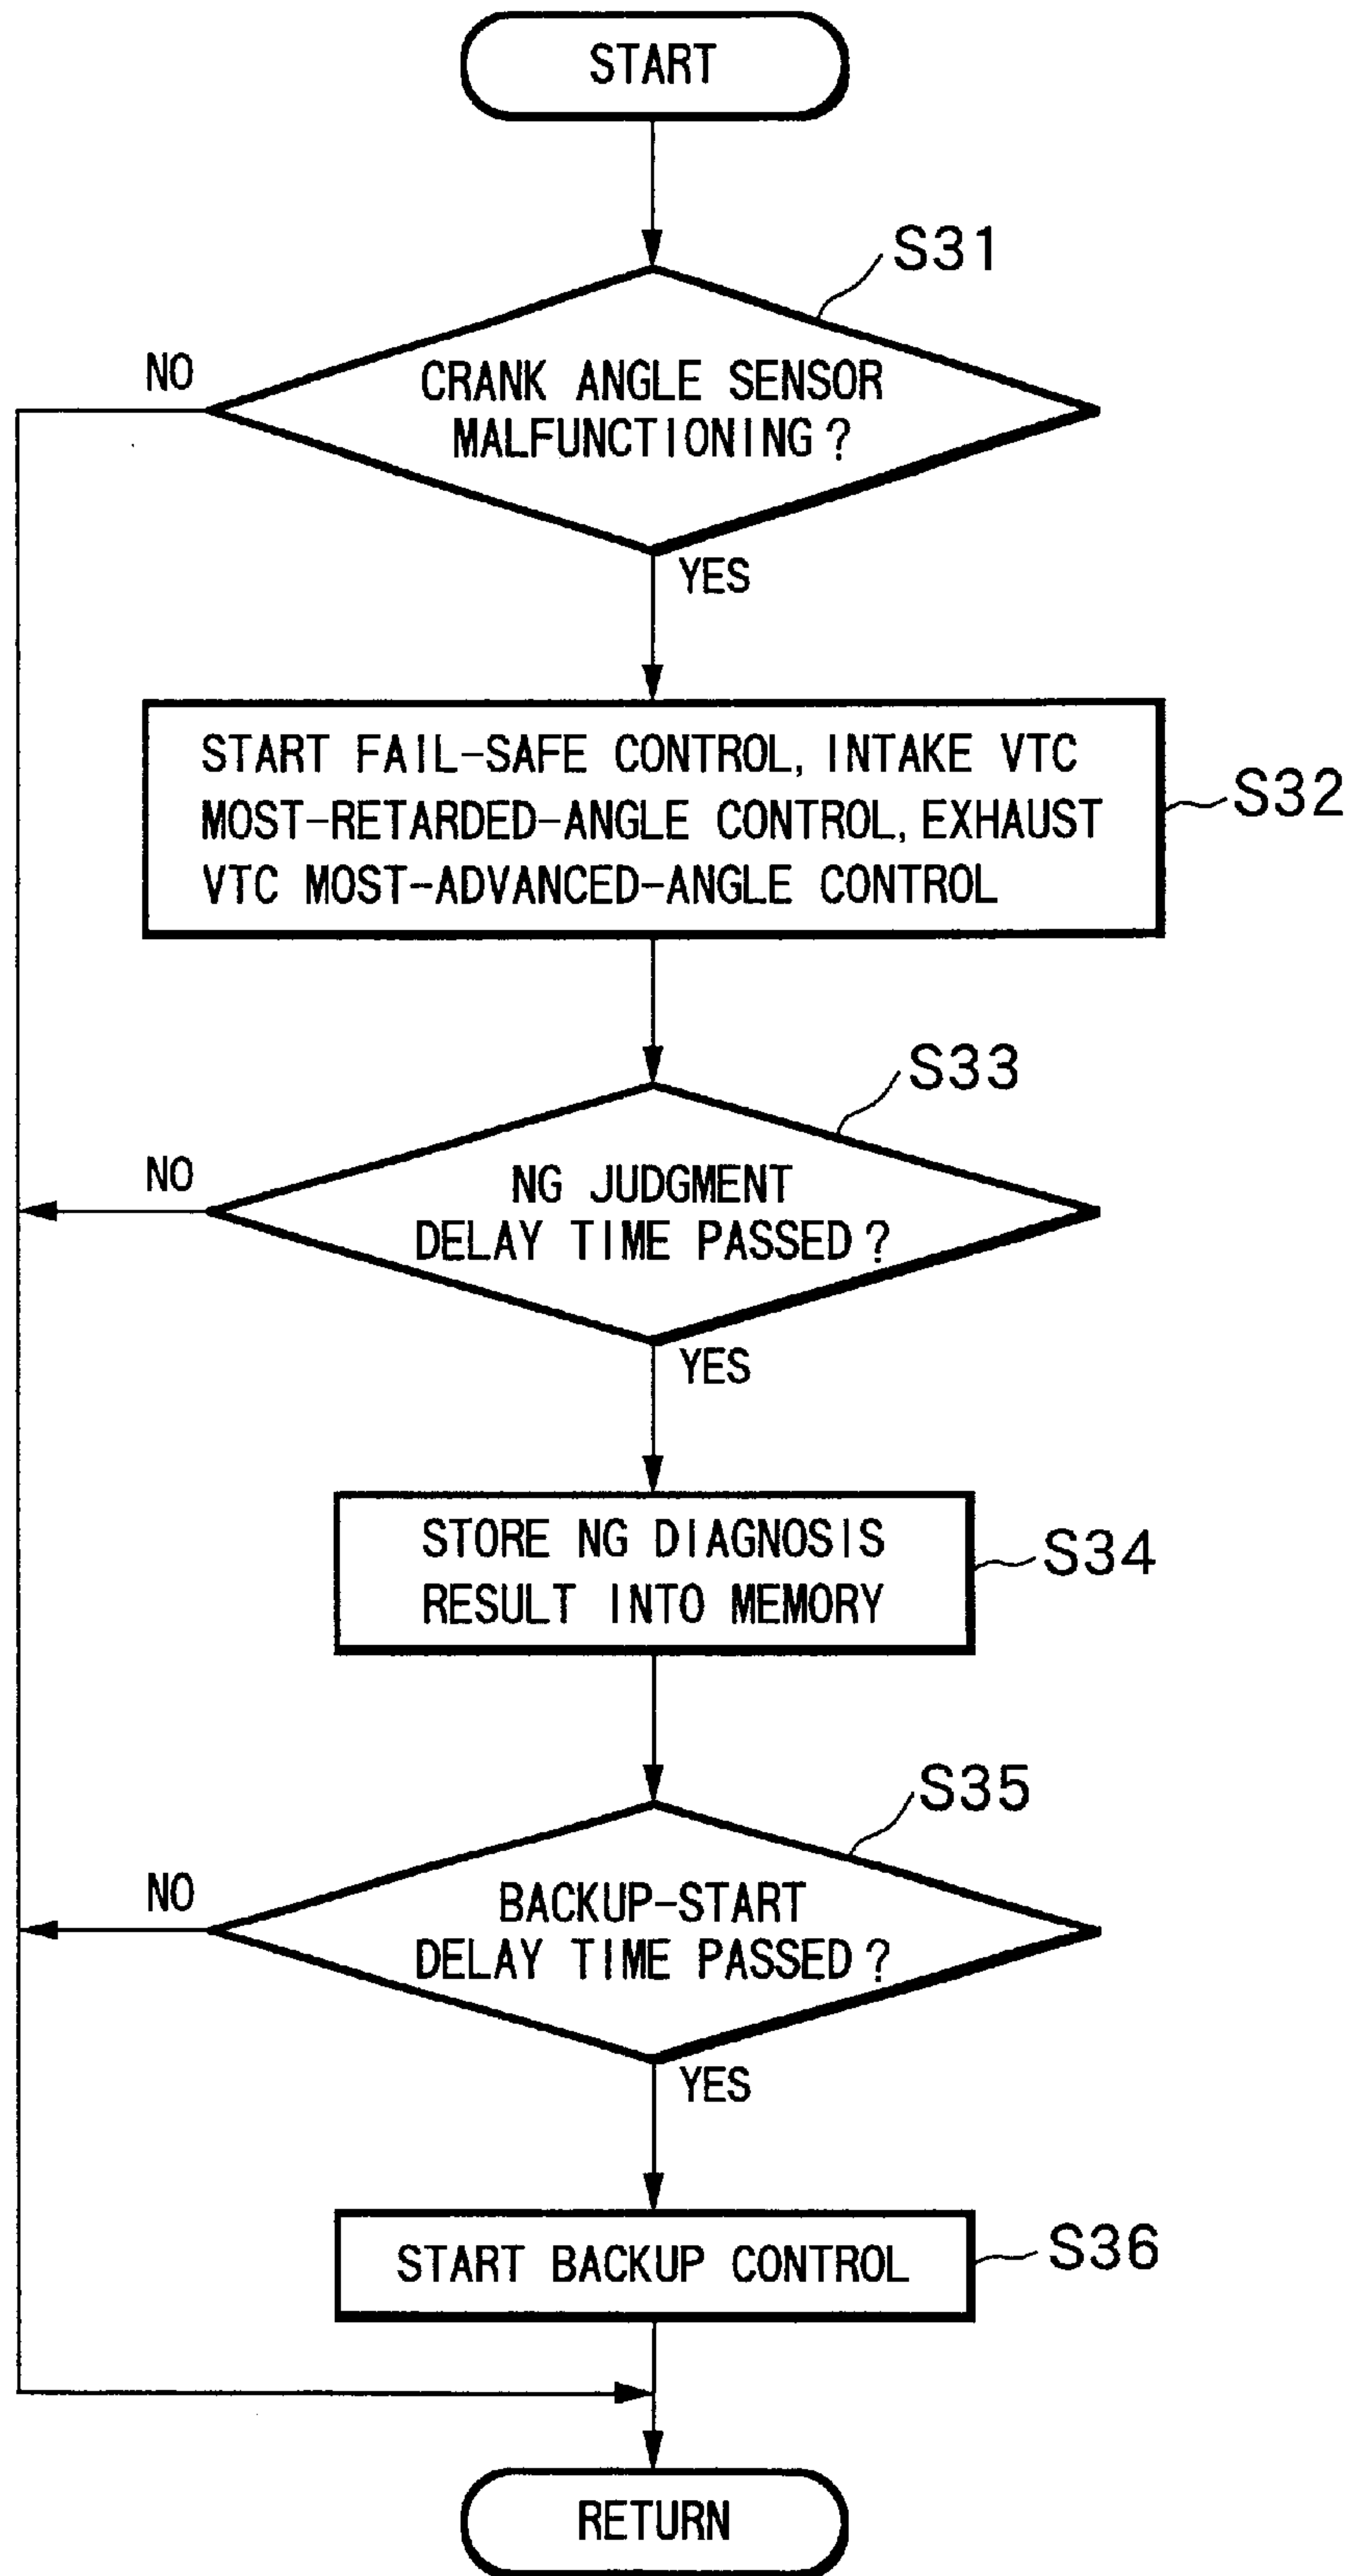 START
S31
NO
CRANK ANGLE SENSOR
MALFUNCTIONING?
YES
START FAIL-SAFE CONTROL, INTAKE VTC
MOST-RETARDED-ANGLE CONTROL, EXHAUST
VTC MOST-ADVANCED-ANGLE CONTROL
S32
S33
NO
NG JUDGMENT
DELAY TIME PASSED?
YES
STORE NG DIAGNOSIS
RESULT INTO MEMORY
S34
S35
NO
BACKUP-START
DELAY TIME PASSED?
YES
START BACKUP CONTROL
S36
RETURN